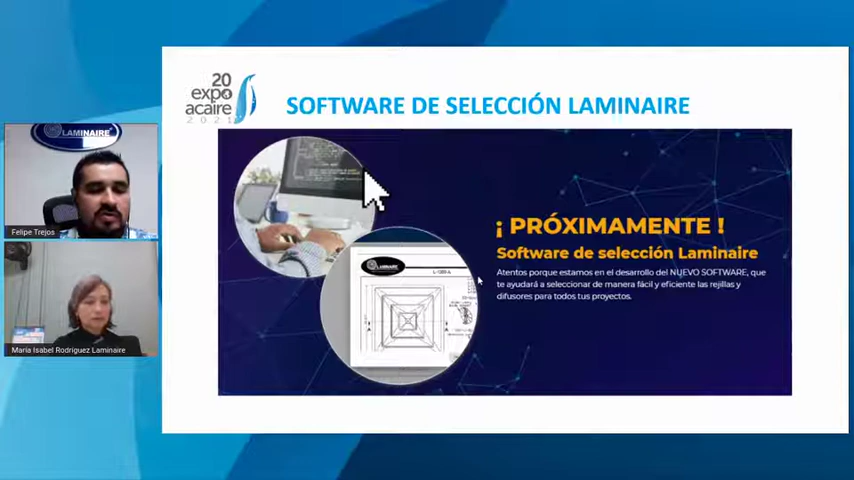 20
expo
acaire
2021
SOFTWARE DE SELECCIÓN LAMINAIRE
LAMINAIRE
Felipe Trejos
María Isabel Rodríguez Laminaire
LAMINAIRE
¡ PRÓXIMAMENTE !
Software de selección Laminaire
Atentos porque estamos en el desarrollo del NUEVO SOFTWARE, que
te ayudará a seleccionar de manera fácil y eficiente las rejillas y
difusores para todos tus proyectos.